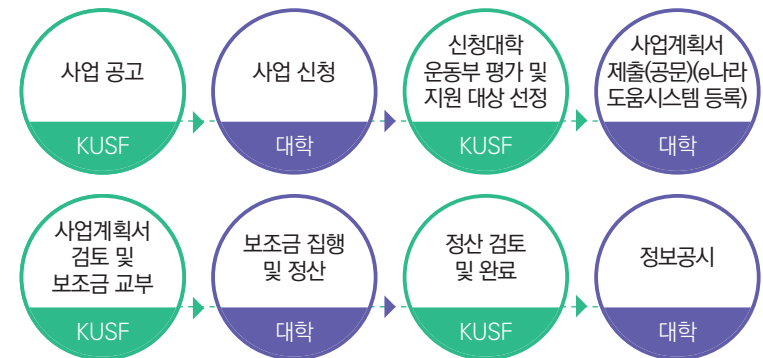 사업 공고
KUSF
사업 신청
대학
신청대학
운동부 평가 및
지원 대상 선정
KUSF
사업계획서
제출(공문)(e나라
도움시스템 등록)
대학
사업계획서
검토 및
보조금 교부
KUSF
보조금 집행
및 정산
대학
정산 검토
및 완료
KUSF
정보공시
대학